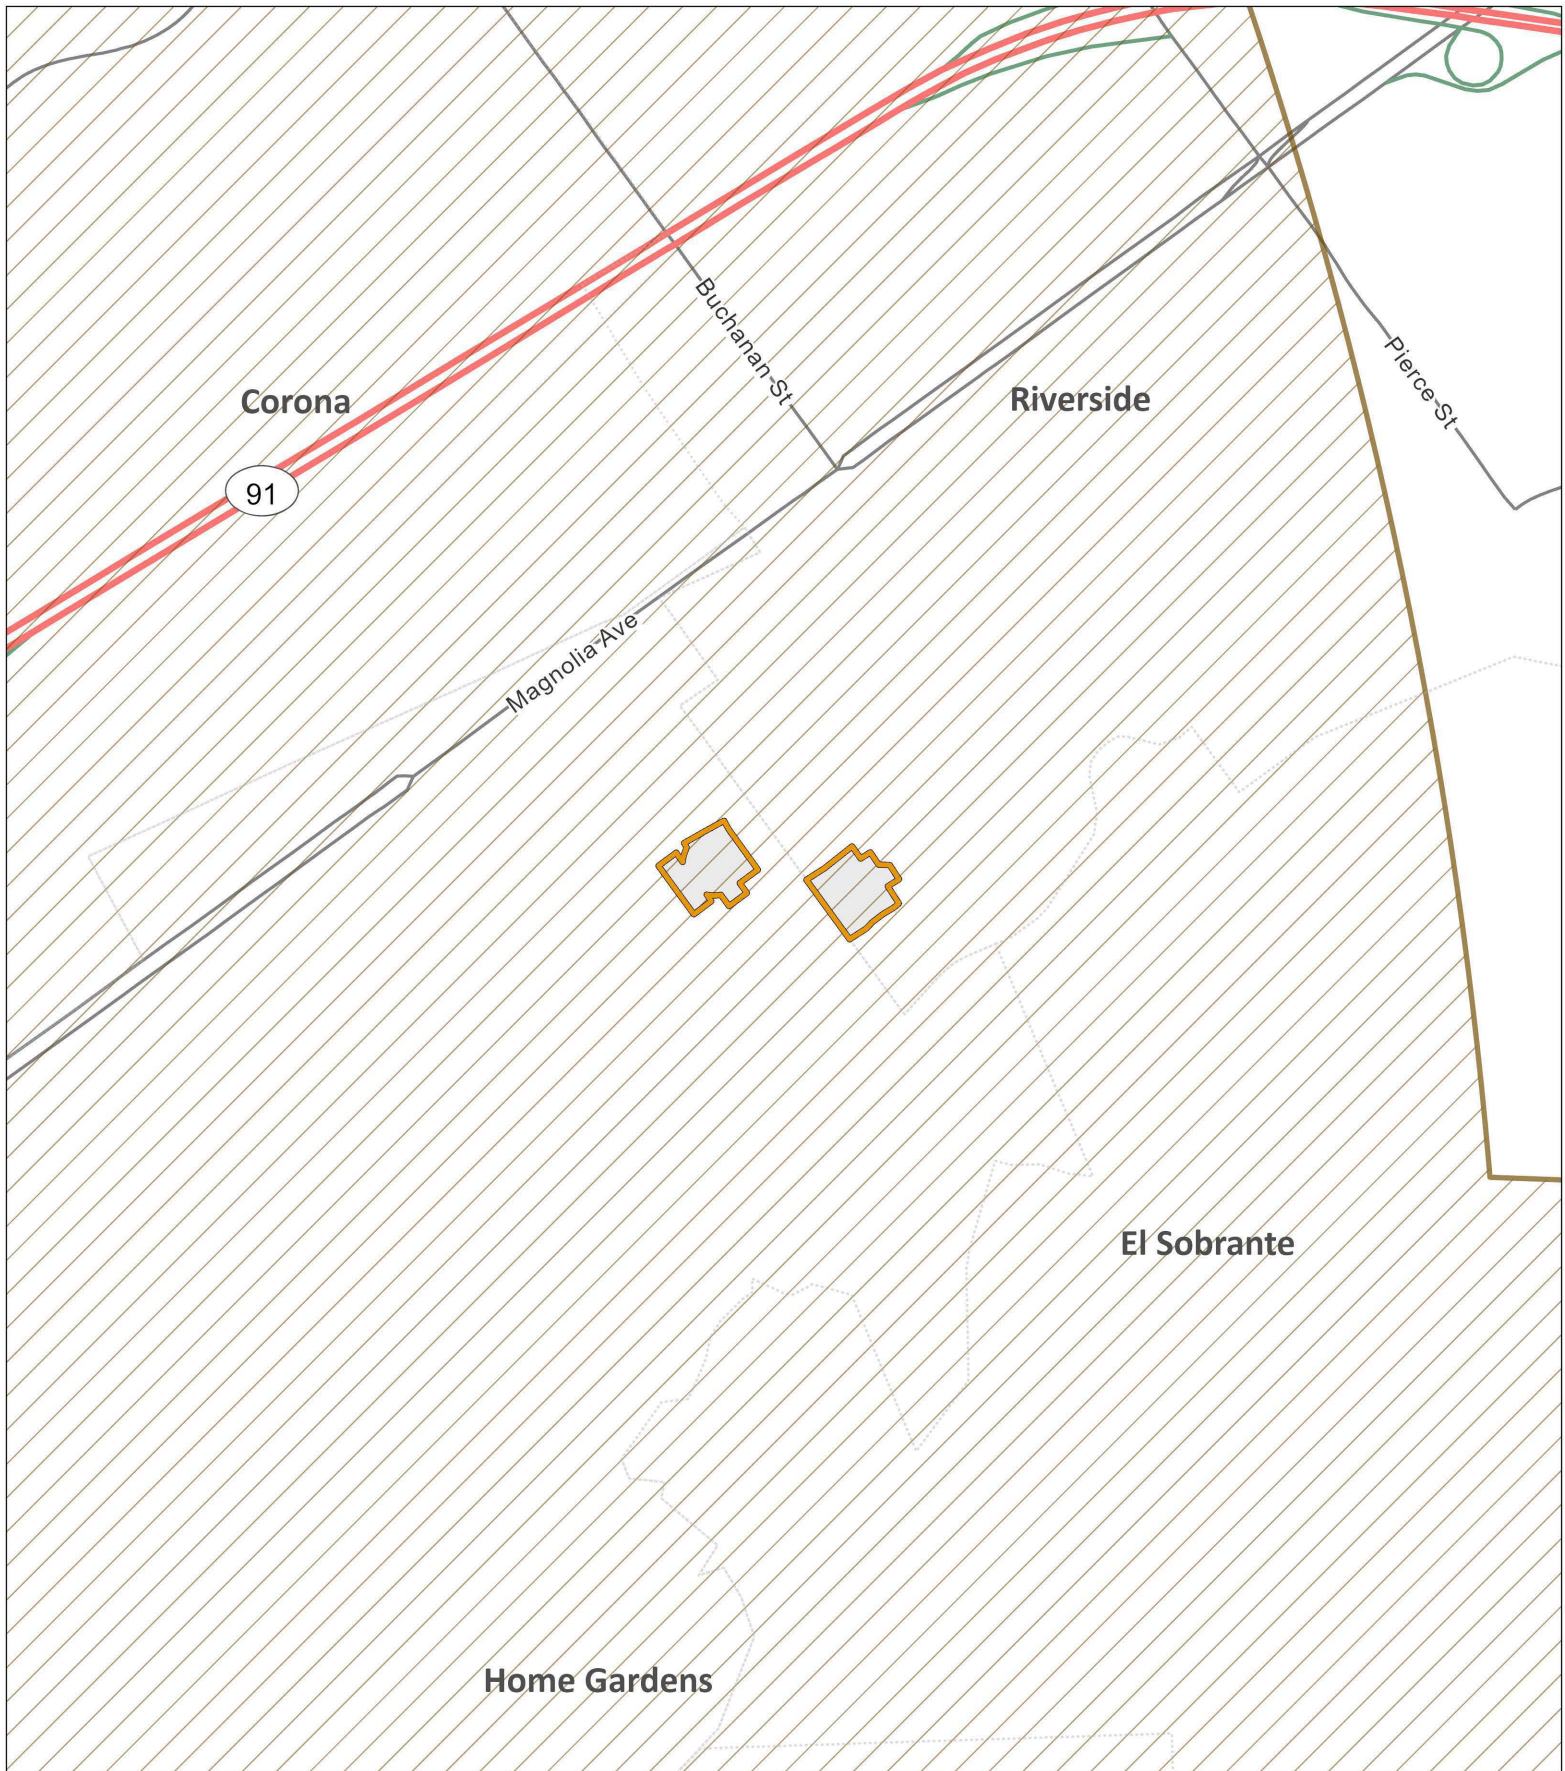 Buchanan St
Pierce St
Corona
Riverside
91
Magnolia Ave
El Sobrante
Home Gardens